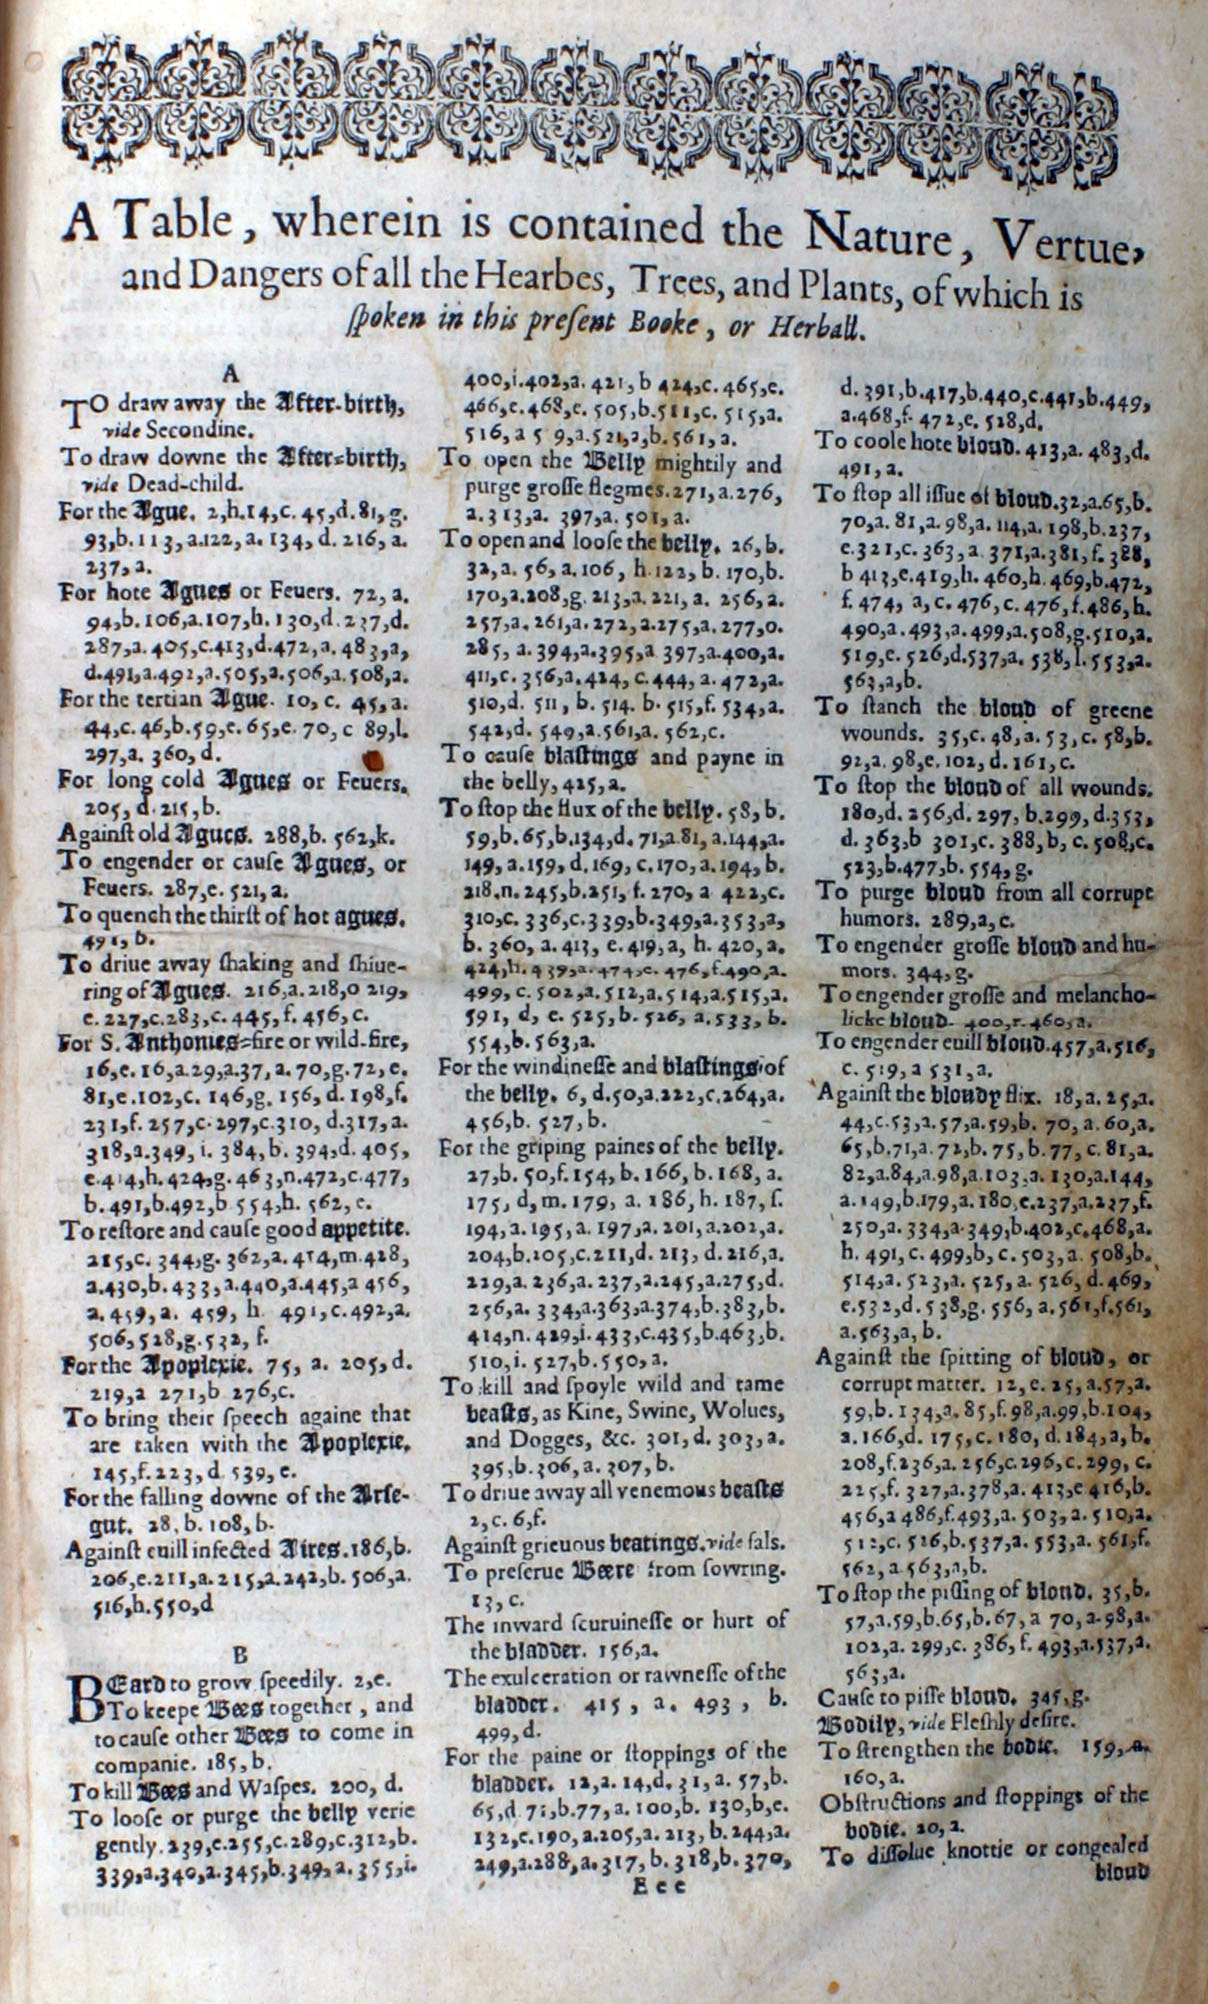 A Table, wherein is contained the Nature, Vertue,
and Dangers of all the Hearbes, Trees, and Plants, of which is
ſpoken in this preſent Booke, or Herball.
A
TO draw away the After-birth,
vide Secondine.
To draw downe the After-birth,
vide Dead-child.
For the Ague. 2,h.14,c. 45,d.81,g.
93,b.113,a.122,a. 134, d. 216, a.
237,a.
For hote Agues or Feuers. 72, a.
94,b.106,a.107,h.130,d.237,d.
287,a.405,c.413,d.472,a. 483,a,
d.491,a.492,a.505,a.506,a.508,a.
For the tertian Ague. 10, c. 45,a.
44,c.46,b.59,e.65,e. 70, c 89,l.
297,a. 360, d.
For long cold Agues or Feuers.
205, d. 215, b.
Againſt old Agues. 288,b. 562,k.
To engender or cauſe Agues, or
Feuers. 287,e. 521,a.
To quench the thirſt of hot agues.
491, b.
To driue away ſhaking and ſhiue-
ring of Agues. 216,a.218,o 219,
e. 227,c.283,c. 445,f. 456,c.
For S. Anthonies-fire or wild-fire,
16,e. 16,a.29,a.37,a. 70,g.72, e.
81,e.102,c. 146,g. 156, d. 198,f.
231,f. 257,c.297,c.310, d.317,a.
318,a.349, i. 384, b. 394,d. 405,
e.414,h. 424,g. 463,n.472,c.477,
b. 491,b.492,b 554,h. 562, e.
To reſtore and cauſe good appetite.
215,c. 344,g. 362,a. 414,m.428,
a.430,b. 433,a.440,a.445,a 456,
a. 459,a. 459, h. 491,c.492,a.
506,528,g.532, f.
For the Apoplexie. 75, a. 205, d.
219,a 271,b 276,c.
To bring their ſpeech againe that
are taken with the Apoplexie.
145,f.223,d 539,e.
For the falling downe of the Arſe-
gut. 28, b. 108,b.
Againſt euill infected Aires.186,b.
206,e.211,a.215,a.242,b. 506,a.
516,h.550,d
B
BEard to grow ſpeedily. 2,e.
To keepe Bees together, and
to cauſe other Bees to come in
companie. 185,b.
To kill Bees and Waſpes. 200, d.
To looſe or purge the belly verie
gently.239,e.255,c.289,c.312,b.
339,a.340,a.345,b.349,a.355,i.
400,i.402,a. 421, b 424,c. 465,e.
466,e.468,e. 505,b.511,c. 515,a.
516,a 5 9,a.521,a,b. 561, a.
To open the Belly mightily and
purge groſſe flegmes.271,a.276,
a.313,a. 397,a. 501, a.
To open and looſe the belly. 26, b.
32,a. 56, a.106, h.122, b. 170,b.
170,a.208,g. 213,a.221, a. 256,a.
257,a. 261,a.272,a.275,a.277,o.
285, a. 394,a.395,a 397,a.400,a.
411,c. 356,a.424, c.444, a. 472,a.
510,d. 511, b. 514. b. 515,f. 534,a.
542,d. 549,a.561,a. 562,c.
To cauſe blaſtings and payne in
the belly, 425, a.
To ſtop the flux of the belly. 58, b.
59,b. 65,b.134,d. 71,a.81, a.144,a.
149, a.159, d. 169, c.170,a.194, b.
218.n.245,b.251, f. 270, a 422,c.
310,c. 336,c.339,b.349,a.353,a,
b. 360, a. 413, e.419,a, h. 420, a.
424,h.439,a.474,c. 476,f.490,a.
499, c. 502,a.512,a.514,a.515,a.
591, d, e. 525, b. 526, a.533, b.
554,b. 563,a.
For the windineſſe and blaſtings of
the belly. 6, d.50,a.222,c.264,a.
456,b. 527, b.
For the griping paines of the belly.
27,b. 50,f.154, b. 166, b. 168, a.
175, d,m. 179, a. 186, h. 187, f.
194, a. 195, a. 197,a. 201,a.202,a.
204,b.205,c.211,d. 213, d. 216,a.
229,a. 236,a. 237,a.245,a.275,d.
256,a. 334,a.363,a.374,b.383,b.
414,n. 429,i. 433,c.435,b.463,b.
510,i. 527,b.550,a.
To kill and ſpoyle wild and tame
beaſts, as Kine, Swine, Wolues,
and Dogges, &c. 301, d. 303, a.
395,b.306,a. 307, b.
To driue away all venemous beaſts
2, c. 6,f.
Againſt grieuous beatings.vide fals.
To preſerue Beere from ſowring.
13, c.
The inward ſcuruineſſe or hurt of
the bladder. 156,a.
The exulceration or rawneſſe of the
bladder. 415, a. 493, b.
499, d.
For the paine or ſtoppings of the
bladder. 12,a. 14,d. 31, a. 57,b.
65,d 71,b.77, a. 100,b. 130,b,e.
132,e.190, a.205,a. 213, b. 244,a.
249,a.288, a.317, b. 318,b. 370,
E e e
d. 391,b.417,b.440,c.441,b.449,
a.468,f. 472,e. 528,d.
To coole hote bloud. 413,a. 483,d.
491, a.
To ſtop all iſſue of bloud.32,a.65,b.
70,a. 81,a. 98,a. 114,a. 198,b.237,
e.321,c. 363, a. 371,a.381, f. 388,
b 413,e.419,h. 460,h. 469,b.472,
f. 474, a, c. 476, c. 476, f.486,h.
490,a.493,a.499,a.508,g.510,a.
519,e. 526,d.537,a. 538, l. 553,a.
563,a,b.
To ſtanch the bloud of greene
wounds. 35,c. 48,a. 53, c. 58,b.
92,a. 98,e. 102, d. 161, c.
To ſtop the bloud of all wounds.
180,d. 256,d. 297, b.299, d.353,
d. 363,b 301,c. 388,b, c. 508,c.
523,b.477,b. 554, g.
To purge bloud from all corrupt
humors. 289,a,c.
To engender groſſe bloud and hu-
mors. 344,g.
To engender groſſe and melancho-
licke bloud. 400,r. 460,a.
To engender euill bloud.457,a.516,
c. 519, a 531, a.
Againſt the bloudy flix. 18, a. 25,a.
44,c.53,a.57,a.59,b. 70, a.60,a.
65,b.71,a. 72,b. 75, b.77, c. 81,a.
82,a.84,a.98,a.103,a. 130,a.144,
a. 149,b.179,a.180,e.237,a.237,f.
250,a. 334,a.349,b.402,c.468,a.
h. 491, c. 499,b, c. 503, a. 508,b.
514,a. 523,a. 525, a. 526, d. 469,
e.532,d. 538,g. 556, a. 561,f.561,
a.563,a, b.
Againſt the ſpitting of bloud, or
corrupt matter. 12, e. 25, a.57,a.
59,b. 134,a. 85,f.98,a.99,b.104,
a. 166,d. 175,c.180, d.184,a, b.
208,f.236,a. 256,c.296,c. 299, c.
225,f. 327,a.378,a. 413,e 416,b.
456,a 486,f.493,a. 503, a. 510,a.
512,c. 526,b.537,a. 553,a. 561,f.
562, a.563,a,b.
To ſtop the piſſing of bloud. 35,b.
57,a.59,b.65,b.67, a 70, a.98,a.
102,a. 299,c. 386, f. 493,a.537,a.
563,a.
Cauſe to piſſe bloud. 345,g.
Bodily, vide Fleſhly deſire.
To ſtrengthen the bodie. 159, a.
160, a.
Obſtructions and ſtoppings of the
bodie. 20, a.
To diſſolue knottie or congealed
bloud